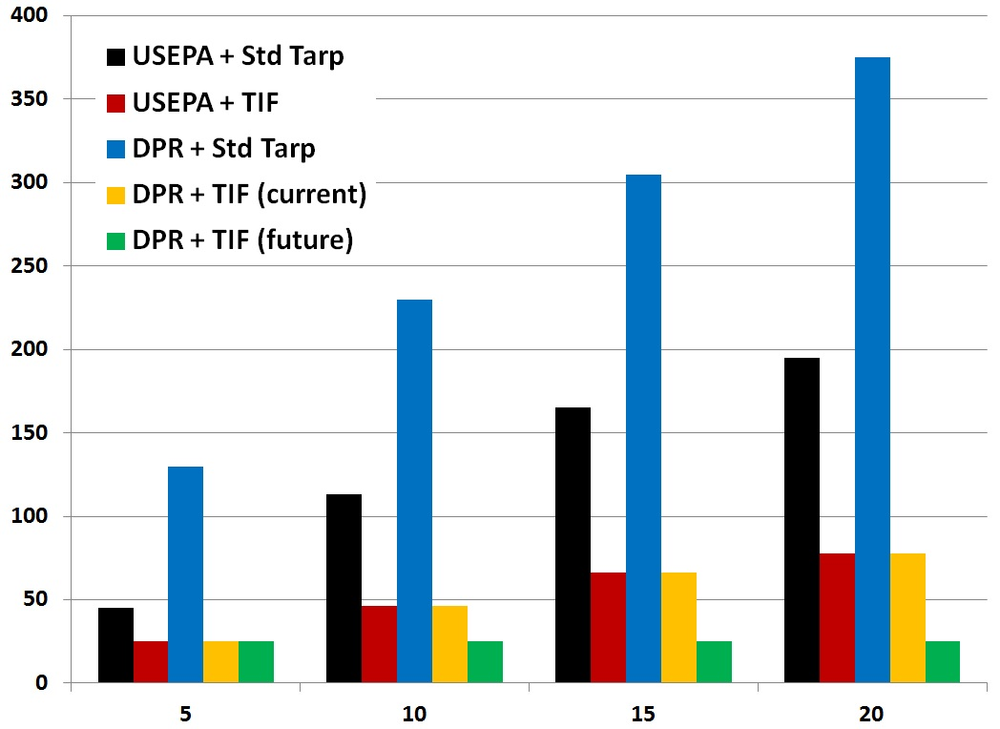 400
350
300
250
200
150
100
50
0
USEPA + Std Tarp
USEPA + TIF
DPR + Std Tarp
DPR + TIF (current)
DPR + TIF (future)
5 10 15 20